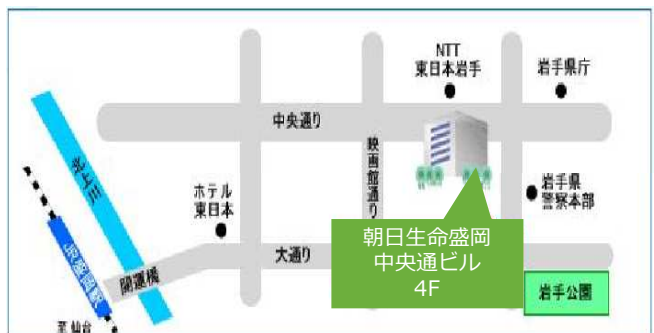 NTT
東日本岩手
岩手県庁
中央通り
北上川
映画館通り
ホテル
東日本
岩手県
警察本部
朝日生命盛岡
中央通ビル
4F
大通り
開運橋
岩手公園
至仙台